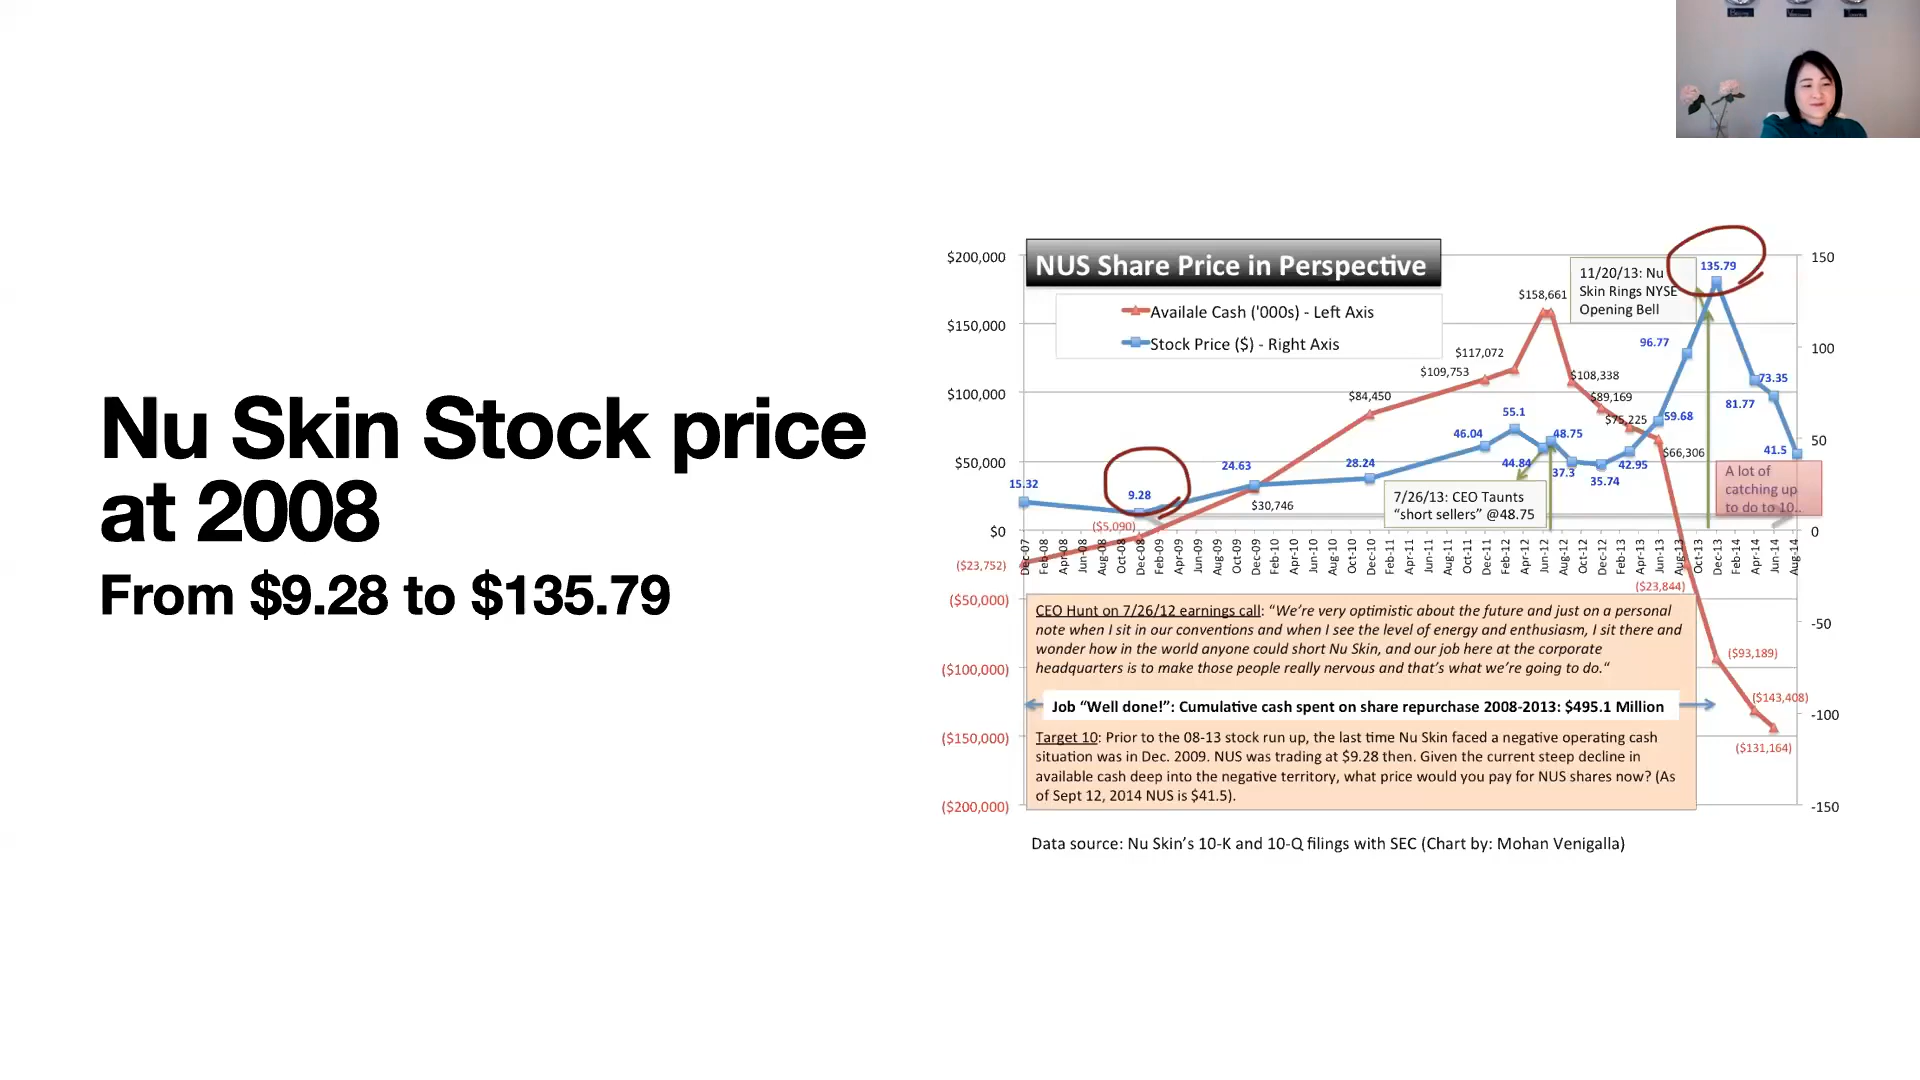 Nu Skin Stock price
at 2008
From $9.28 to $135.79
NUS Share Price in Perspective
Availale Cash ('000s) - Left Axis
Stock Price ($) - Right Axis
$200,000
$150,000
$100,000
$50,000
$0
($50,000)
($100,000)
($150,000)
($200,000)
150
100
50
0
-50
-100
-150
11/20/13: Nu
Skin Rings NYSE
Opening Bell
135.79
$158,661
96.77
$117,072
$109,753
$108,338
73.35
$84,450
$89,169
81.77
55.1
$75,225
59.68
46.04
48.75
41.5
$66,306
24.63
28.24
44.84
37.3
42.95
35.74
15.32
9.28
$30,746
($5,090)
($23,752)
7/26/13: CEO Taunts
“short sellers” @48.75
A lot of
catching up
to do to 10..
Dec-07
Feb-08
Apr-08
Jun-08
Aug-08
Oct-08
Dec-08
Feb-09
Apr-09
Jun-09
Aug-09
Oct-09
Dec-09
Feb-10
Apr-10
Jun-10
Aug-10
Oct-10
Dec-10
Feb-11
Apr-11
Jun-11
Aug-11
Oct-11
Dec-11
Feb-12
Apr-12
Jun-12
Aug-12
Oct-12
Dec-12
Feb-13
Apr-13
Jun-13
Aug-13
Oct-13
Dec-13
Feb-14
Apr-14
Jun-14
Aug-14
($23,844)
($93,189)
($143,408)
($131,164)
CEO Hunt on 7/26/12 earnings call: “We’re very optimistic about the future and just on a personal
note when I sit in our conventions and when I see the level of energy and enthusiasm, I sit there and
wonder how in the world anyone could short Nu Skin, and our job here at the corporate
headquarters is to make those people really nervous and that’s what we’re going to do.“
Job “Well done!”: Cumulative cash spent on share repurchase 2008-2013: $495.1 Million
Target 10: Prior to the 08-13 stock run up, the last time Nu Skin faced a negative operating cash
situation was in Dec. 2009. NUS was trading at $9.28 then. Given the current steep decline in
available cash deep into the negative territory, what price would you pay for NUS shares now? (As
of Sept 12, 2014 NUS is $41.5).
Data source: Nu Skin’s 10-K and 10-Q filings with SEC (Chart by: Mohan Venigalla)